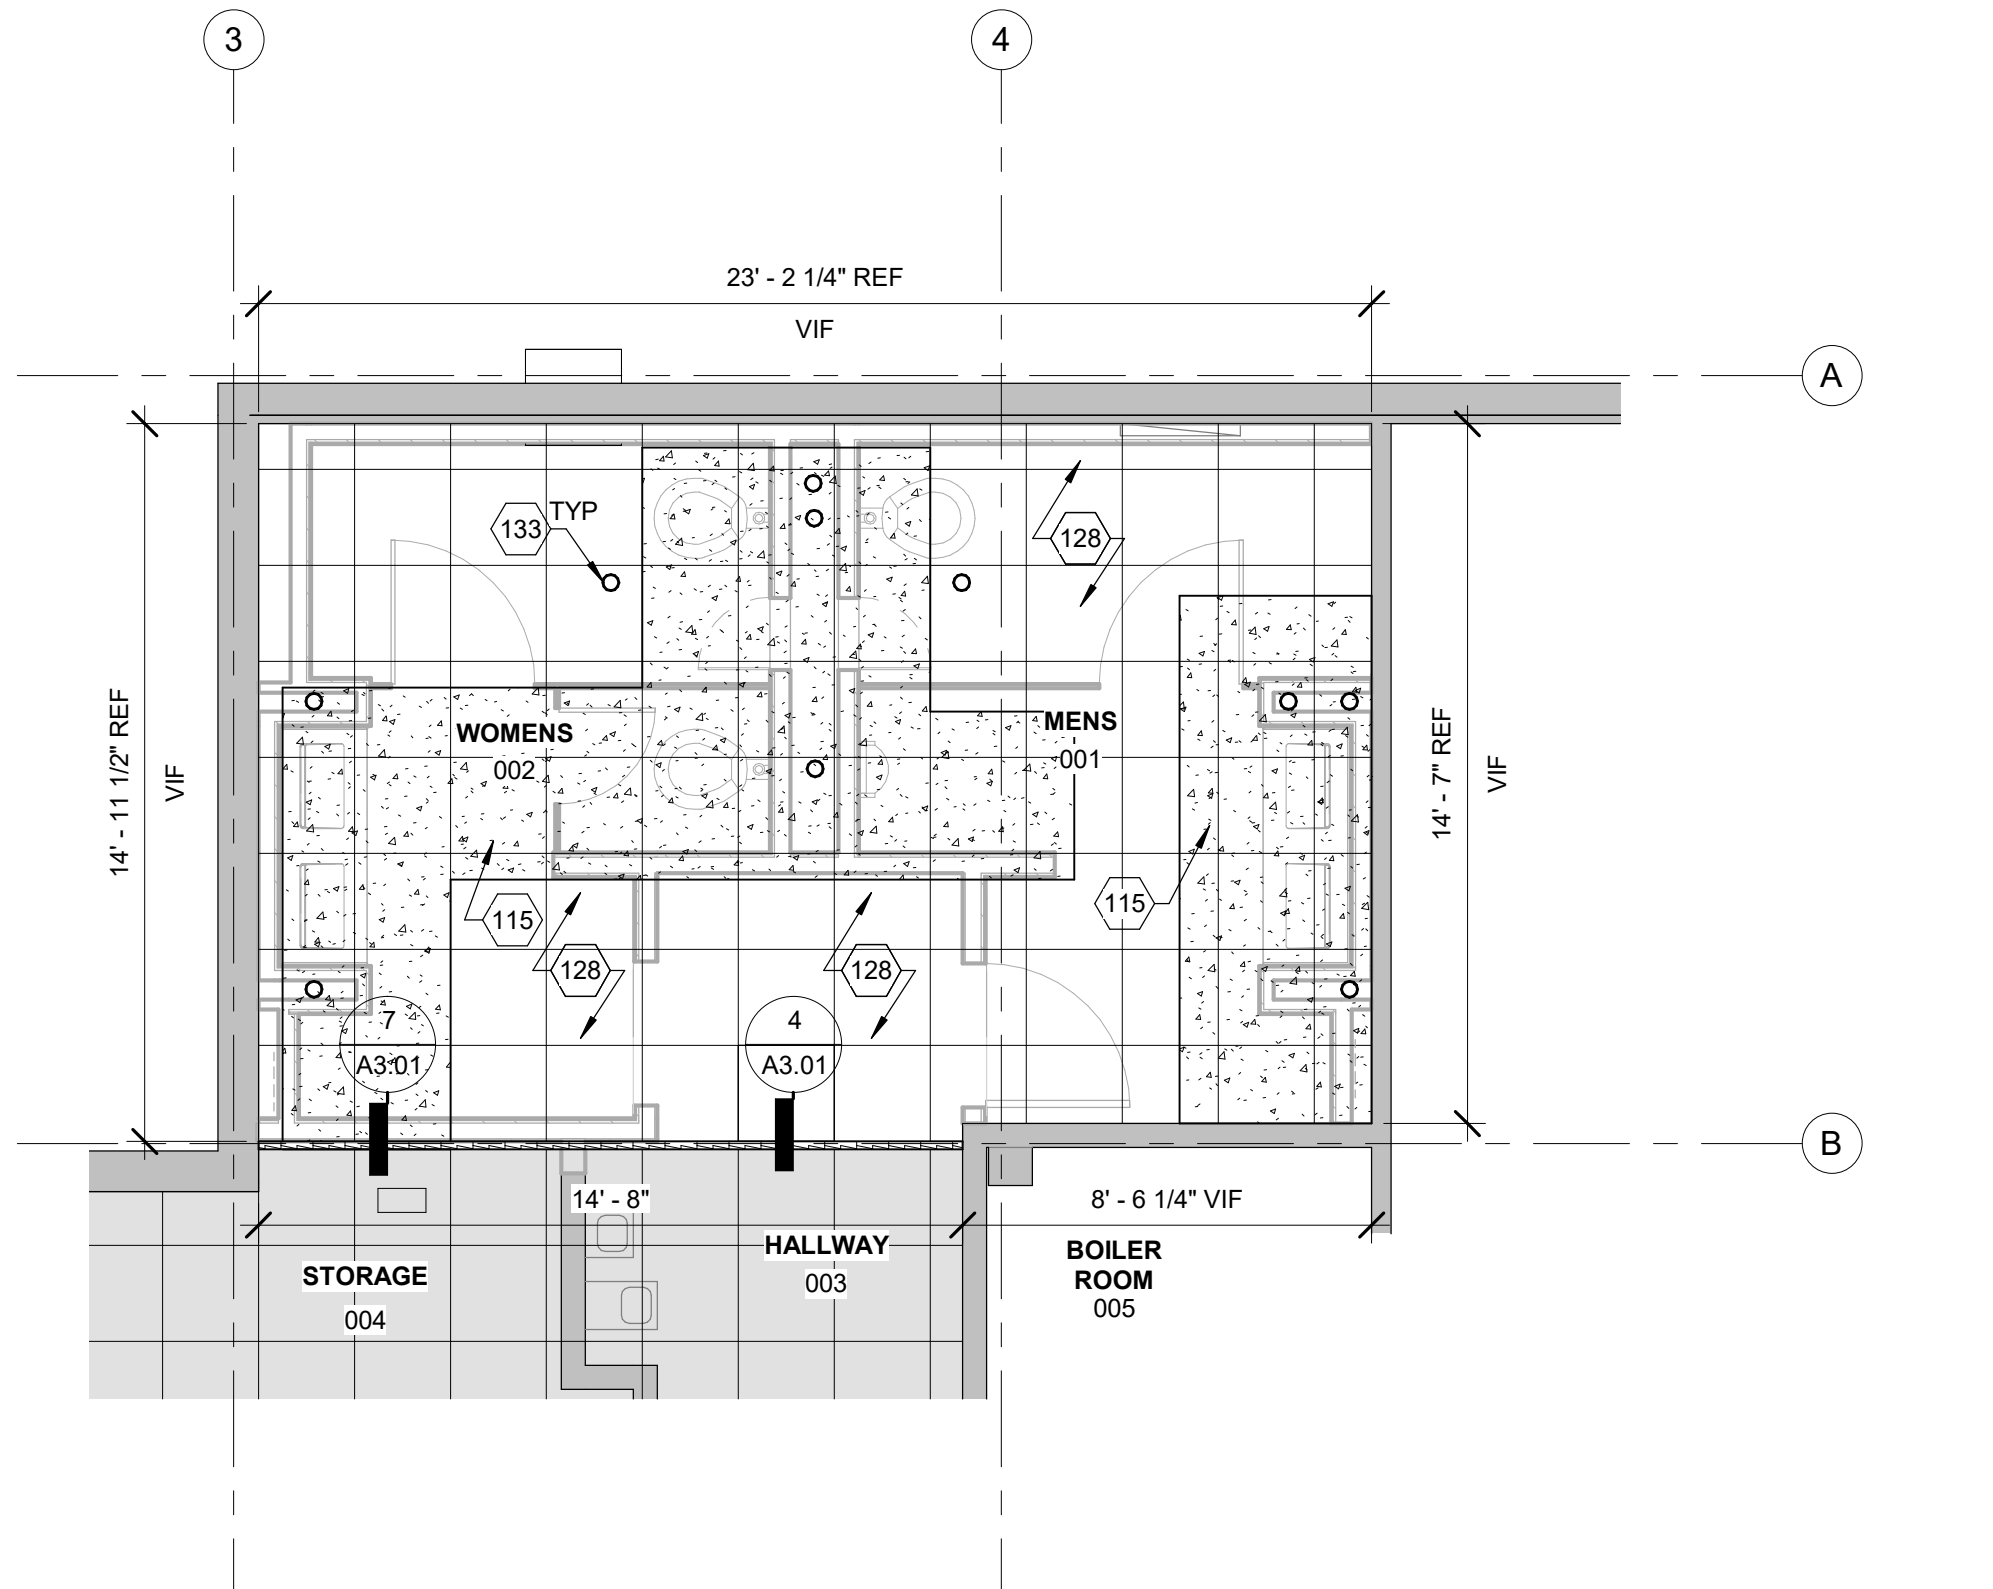 3
4
23' - 2 1/4" REF
VIF
A
133
TYP
128
14' - 11 1/2" REF
VIF
WOMENS
002
MENS
001
14' - 7" REF
VIF
115
115
128
128
7
A3.01
4
A3.01
B
14' - 8"
8' - 6 1/4" VIF
STORAGE
004
HALLWAY
003
BOILER
ROOM
005